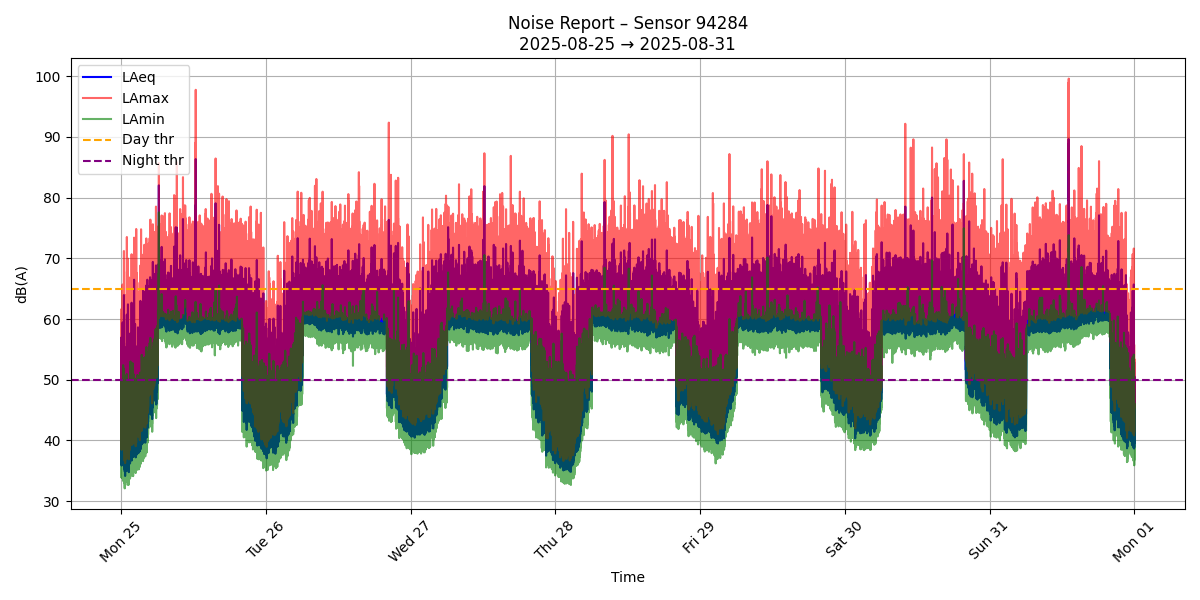 Noise Report – Sensor 94284
2025-08-25 → 2025-08-31
LAeq
LAmax
LAmin
Day thr
Night thr
dB(A)
100
90
80
70
60
50
40
30
Mon 25
Tue 26
Wed 27
Thu 28
Fri 29
Sat 30
Sun 31
Mon 01
Time